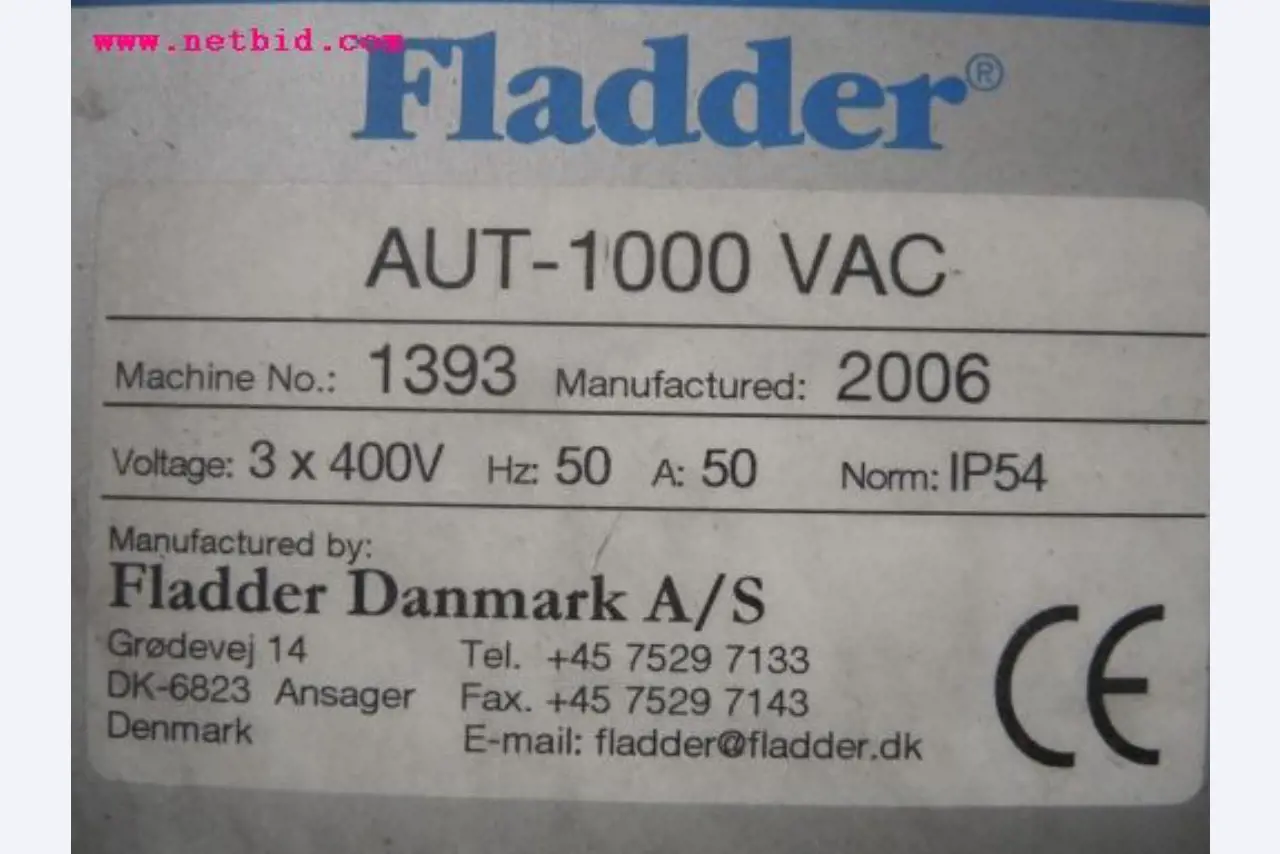 www.netbid.com
Fladder®
AUT-1000 VAC
Machine No.: 1393 Manufactured: 2006
Voltage: 3 x 400V Hz: 50 A: 50 Norm: IP54
Manufactured by:
Fladder Danmark A/S
Grødevej 14 Tel. +45 7529 7133
DK-6823 Ansager Fax. +45 7529 7143
Denmark E-mail: fladder@fladder.dk
CE